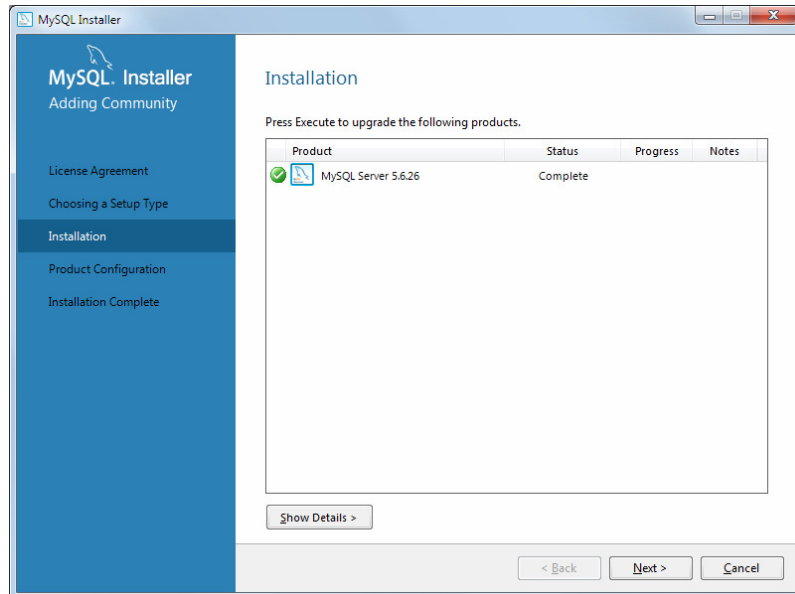 MySQL Installer
MySQL. Installer
Adding Community
License Agreement
Choosing a Setup Type
Installation
Product Configuration
Installation Complete
Installation
Press Execute to upgrade the following products.
Product Status Progress Notes
MySQL Server 5.6.26 Complete
Show Details >
< Back Next > Cancel